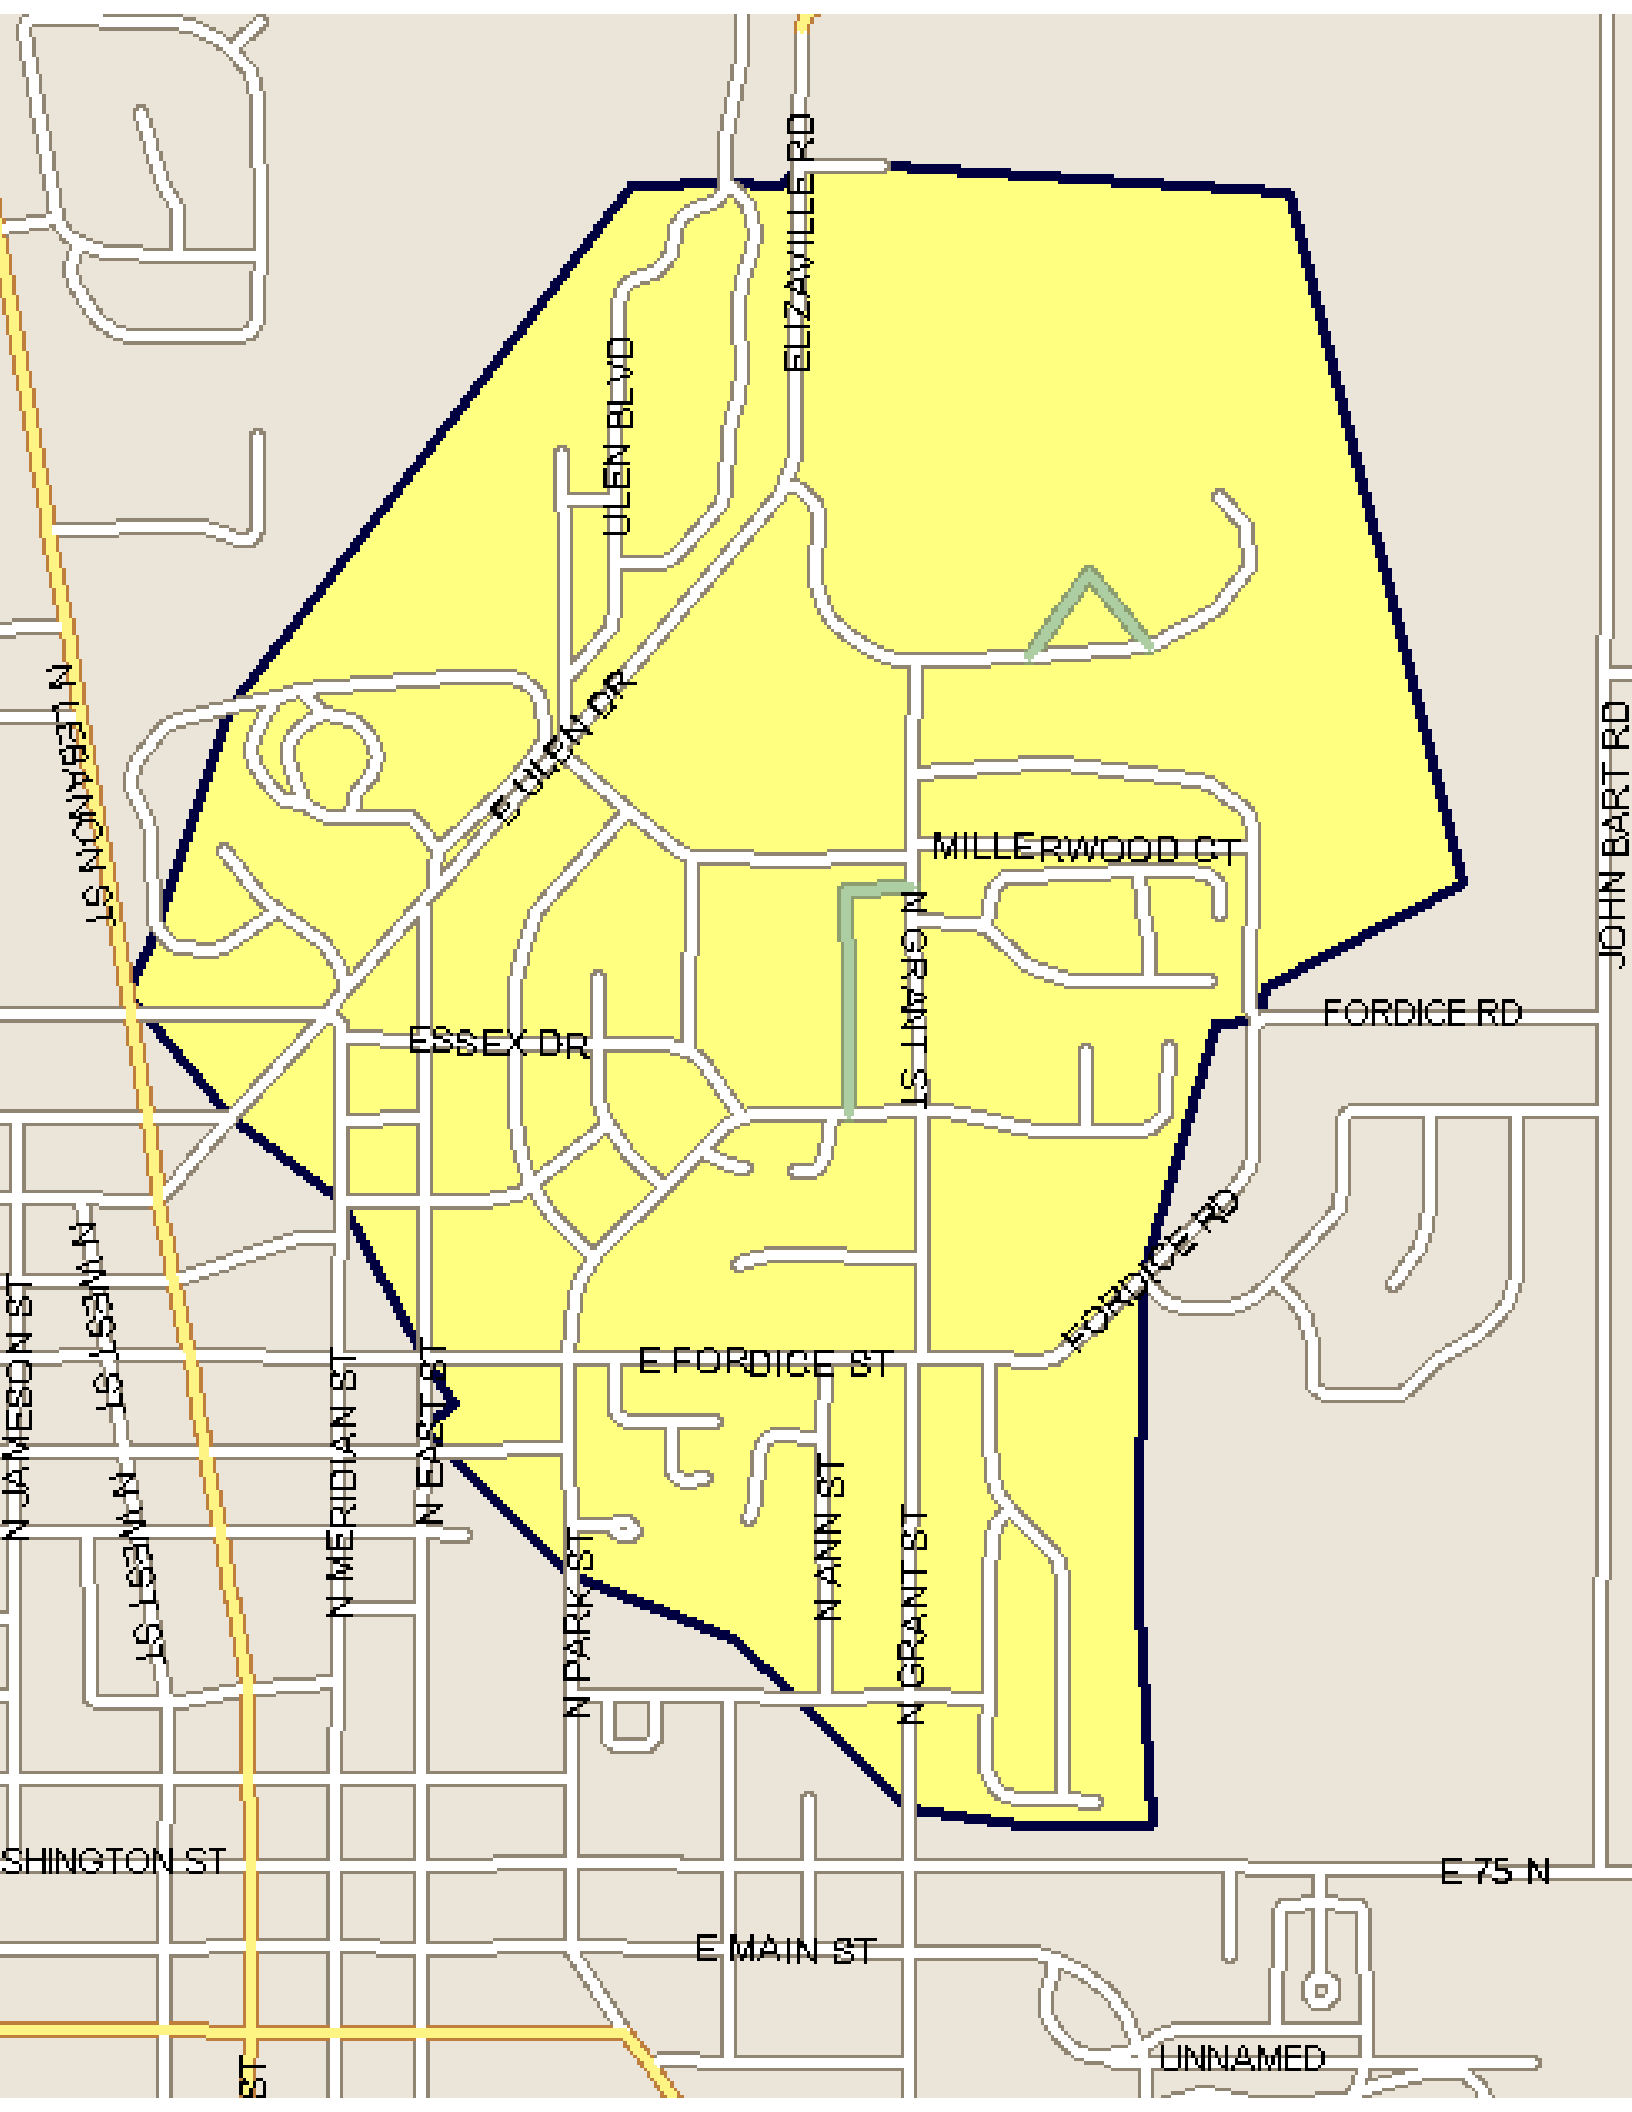 ELIZAVILLE RD
ULEN BLVD
E ULEN DR
N LEBANON ST
JOHN BART RD
MILLERWOOD CT
N GRANT ST
FORDICE RD
ESSEX DR
FORDICE RD
N WEST ST
N JAMESON ST
E FORDICE ST
N MERIDIAN ST
N EAST ST
N WEST ST
N PARK ST
N ANN ST
N GRANT ST
SHINGTON ST
E 75 N
E MAIN ST
UNNAMED
ST